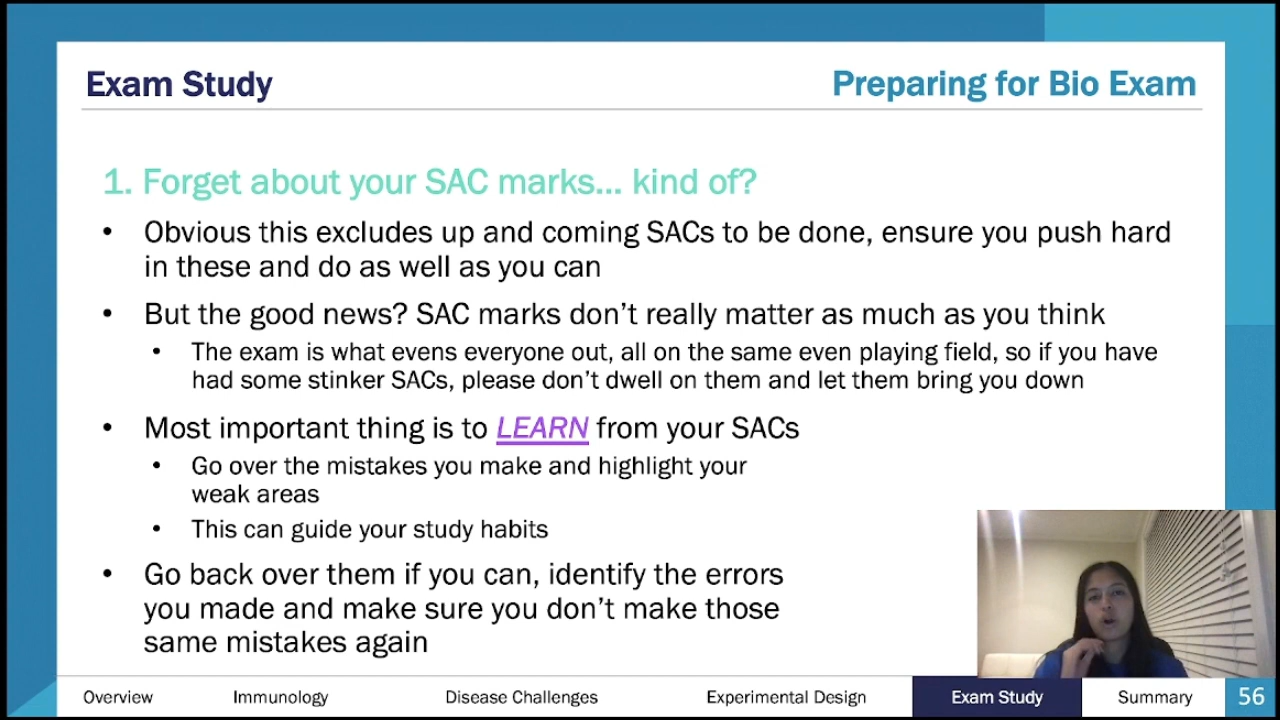 Exam Study
Preparing for Bio Exam
1. Forget about your SAC marks... kind of?
• Obvious this excludes up and coming SACs to be done, ensure you push hard
in these and do as well as you can
• But the good news? SAC marks don't really matter as much as you think
• The exam is what evens everyone out, all on the same even playing field, so if you have
had some stinker SACs, please don't dwell on them and let them bring you down
• Most important thing is to LEARN from your SACs
• Go over the mistakes you make and highlight your
weak areas
• This can guide your study habits
• Go back over them if you can, identify the errors
you made and make sure you don't make those
same mistakes again
Overview
Immunology
Disease Challenges
Experimental Design
Exam Study
Summary
56